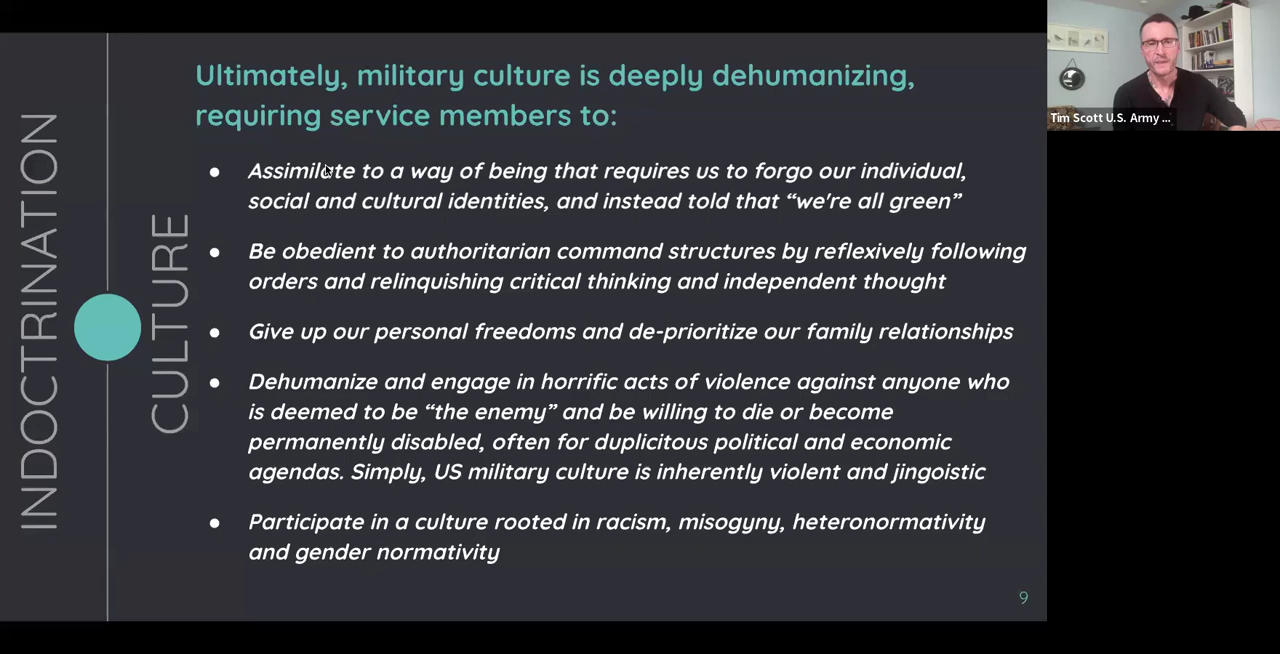 INDOCTRINATION
CULTURE
Ultimately, military culture is deeply dehumanizing,
requiring service members to:
● Assimilate to a way of being that requires us to forgo our individual,
social and cultural identities, and instead told that “we're all green”
● Be obedient to authoritarian command structures by reflexively following
orders and relinquishing critical thinking and independent thought
● Give up our personal freedoms and de-prioritize our family relationships
● Dehumanize and engage in horrific acts of violence against anyone who
is deemed to be “the enemy” and be willing to die or become
permanently disabled, often for duplicitous political and economic
agendas. Simply, US military culture is inherently violent and jingoistic
● Participate in a culture rooted in racism, misogyny, heteronormativity
and gender normativity
9
Tim Scott U.S. Army ...